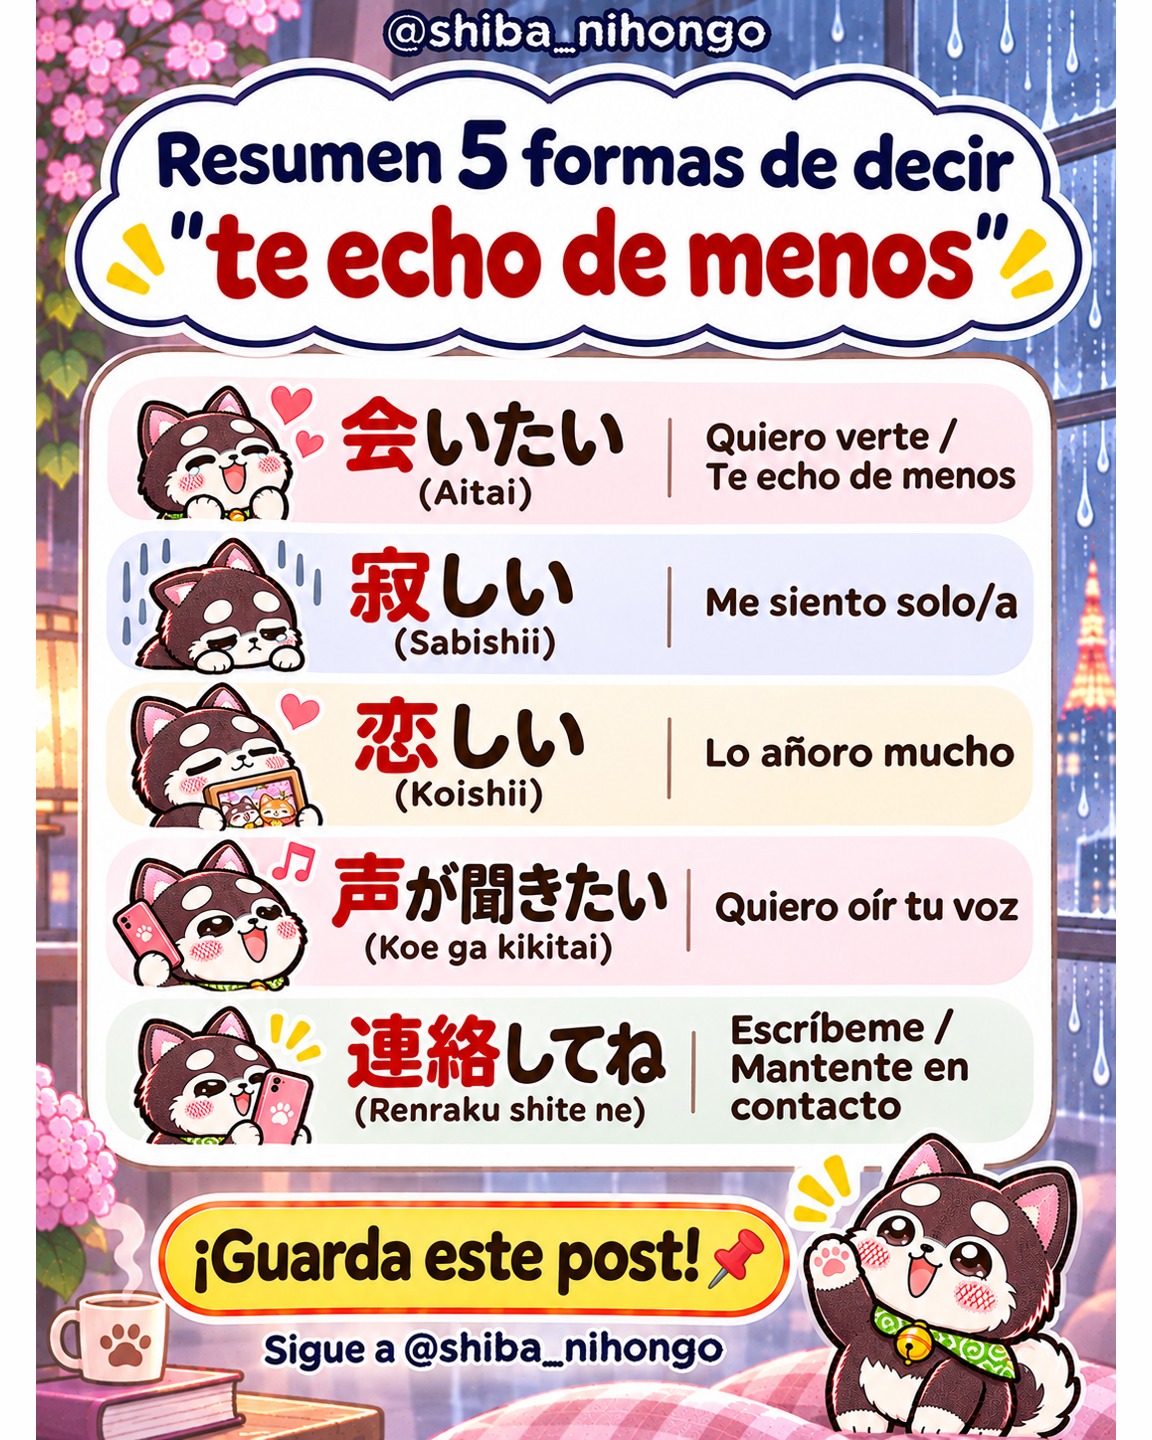 @shiba_nihongo
Resumen 5 formas de decir
"te echo de menos"
会いたい
(Aitai)
Quiero verte /
Te echo de menos
寂しい
(Sabishii)
Me siento solo/a
恋しい
(Koishii)
Lo añoro mucho
声が聞きたい
(Koe ga kikitai)
Quiero oír tu voz
連絡してね
(Renraku shite ne)
Escríbeme /
Mantente en
contacto
¡Guarda este post!
Sigue a @shiba_nihongo